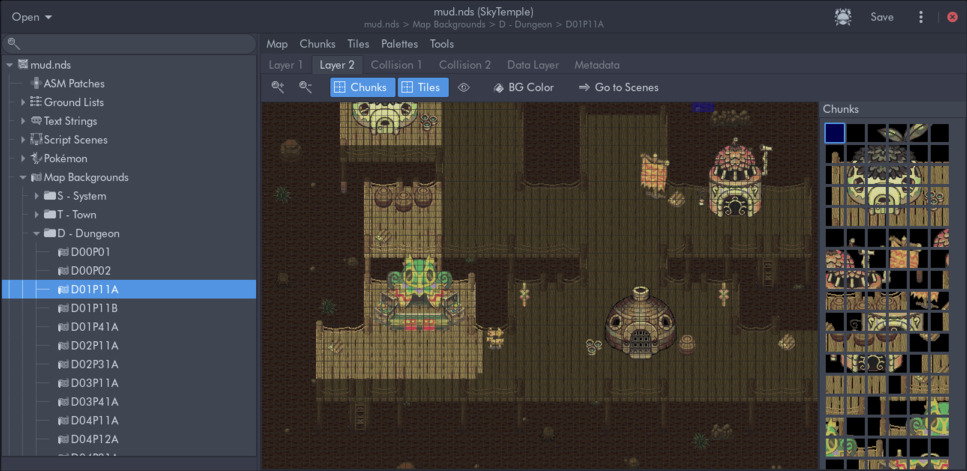 Open
mud.nds (SkyTemple)
mud.nds > Map Backgrounds > D - Dungeon > D01P11A
Save
Map Chunks Tiles Palettes Tools
Layer 1 Layer 2 Collision 1 Collision 2 Data Layer Metadata
Chunks Tiles BG Color Go to Scenes
Chunks
mud.nds
ASM Patches
Ground Lists
Text Strings
Script Scenes
Pokémon
Map Backgrounds
S - System
T - Town
D - Dungeon
D00P01
D00P02
D01P11A
D01P11B
D01P41A
D02P11A
D02P31A
D03P11A
D03P41A
D04P11A
D04P12A